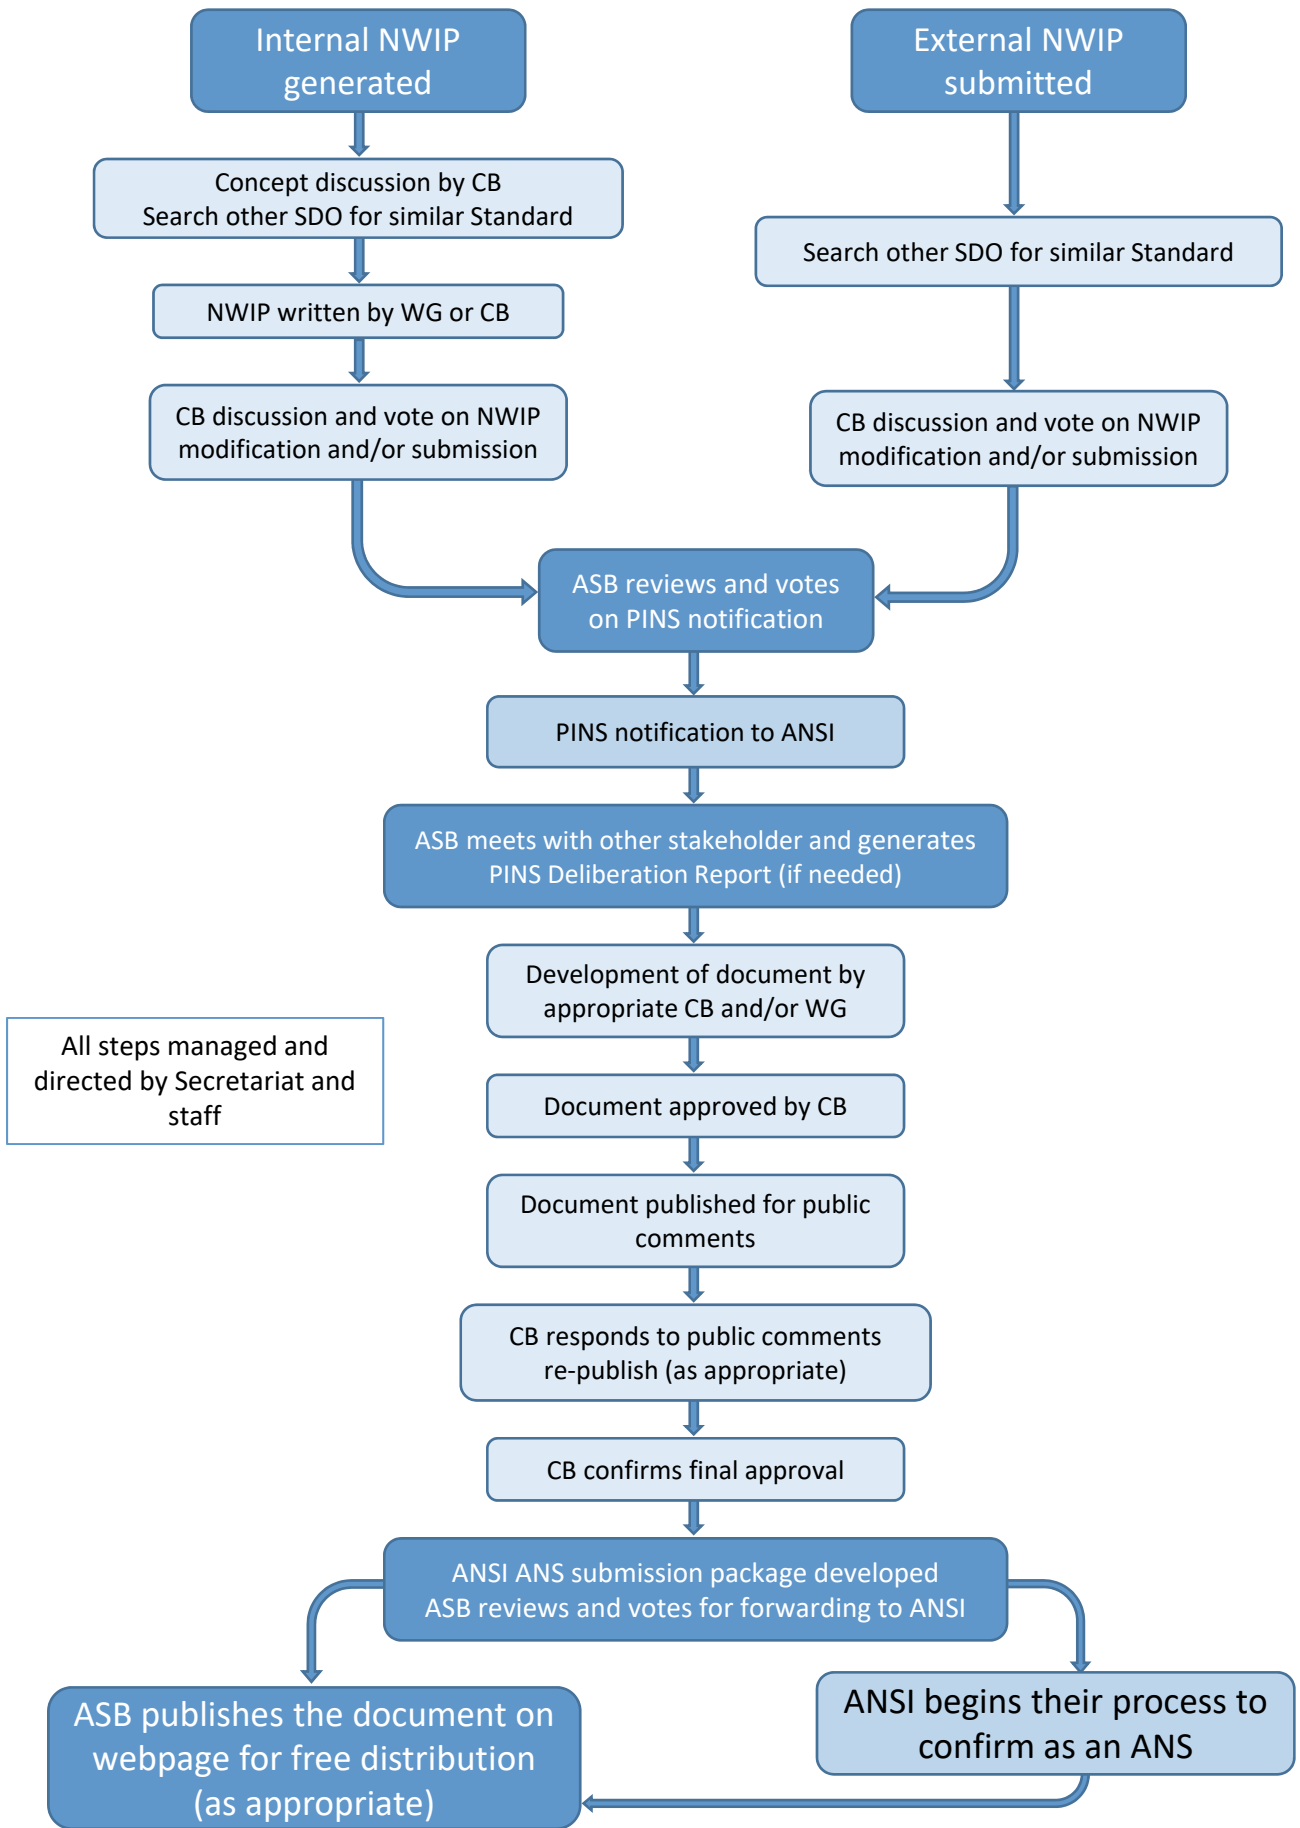 Internal NWIP
generated
External NWIP
submitted
Concept discussion by CB
Search other SDO for similar Standard
Search other SDO for similar Standard
NWIP written by WG or CB
CB discussion and vote on NWIP
modification and/or submission
CB discussion and vote on NWIP
modification and/or submission
ASB reviews and votes
on PINS notification
PINS notification to ANSI
ASB meets with other stakeholder and generates
PINS Deliberation Report (if needed)
Development of document by
appropriate CB and/or WG
All steps managed and
directed by Secretariat and
staff
Document approved by CB
Document published for public
comments
CB responds to public comments
re-publish (as appropriate)
CB confirms final approval
ANSI ANS submission package developed
ASB reviews and votes for forwarding to ANSI
ASB publishes the document on
webpage for free distribution
(as appropriate)
ANSI begins their process to
confirm as an ANS